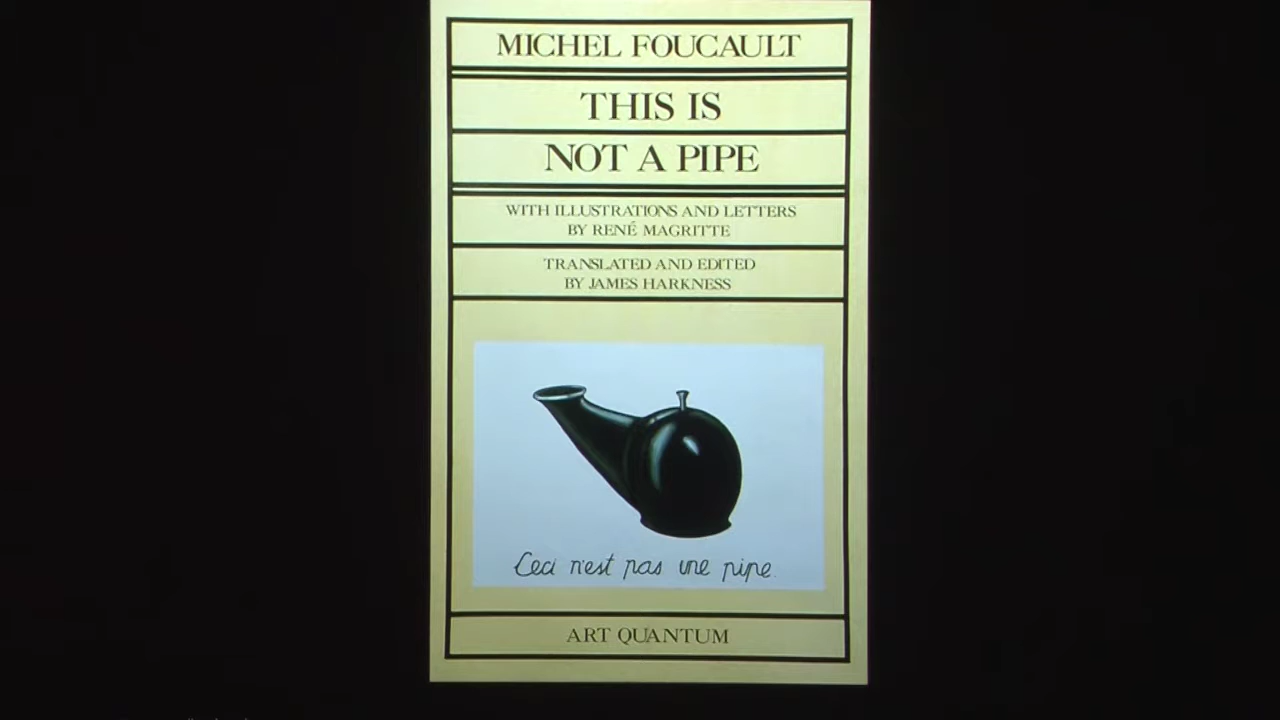 MICHEL FOUCAULT
THIS IS
NOT A PIPE
WITH ILLUSTRATIONS AND LETTERS
BY RENÉ MAGRITTE
TRANSLATED AND EDITED
BY JAMES HARKNESS
Ceci n'est pas une pipe.
ART QUANTUM